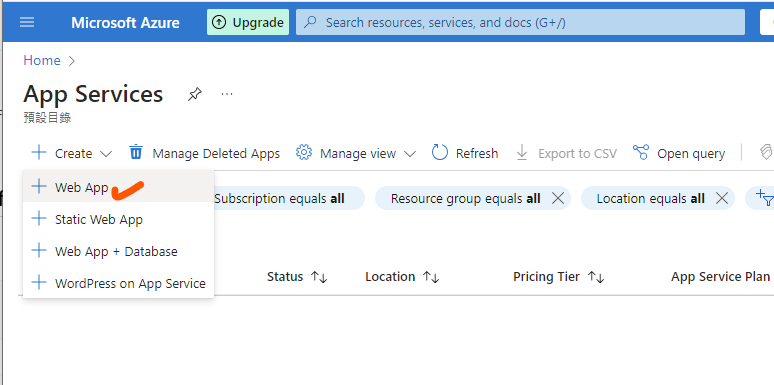 Microsoft Azure Upgrade Search resources, services, and docs (G+/)
Home
App Services ...
預設目錄
Create Manage Deleted Apps Manage view Refresh Export to CSV Open query
Web App Subscription equals all Resource group equals all Location equals all
Static Web App
Web App + Database
Status Location Pricing Tier App Service Plan
WordPress on App Service